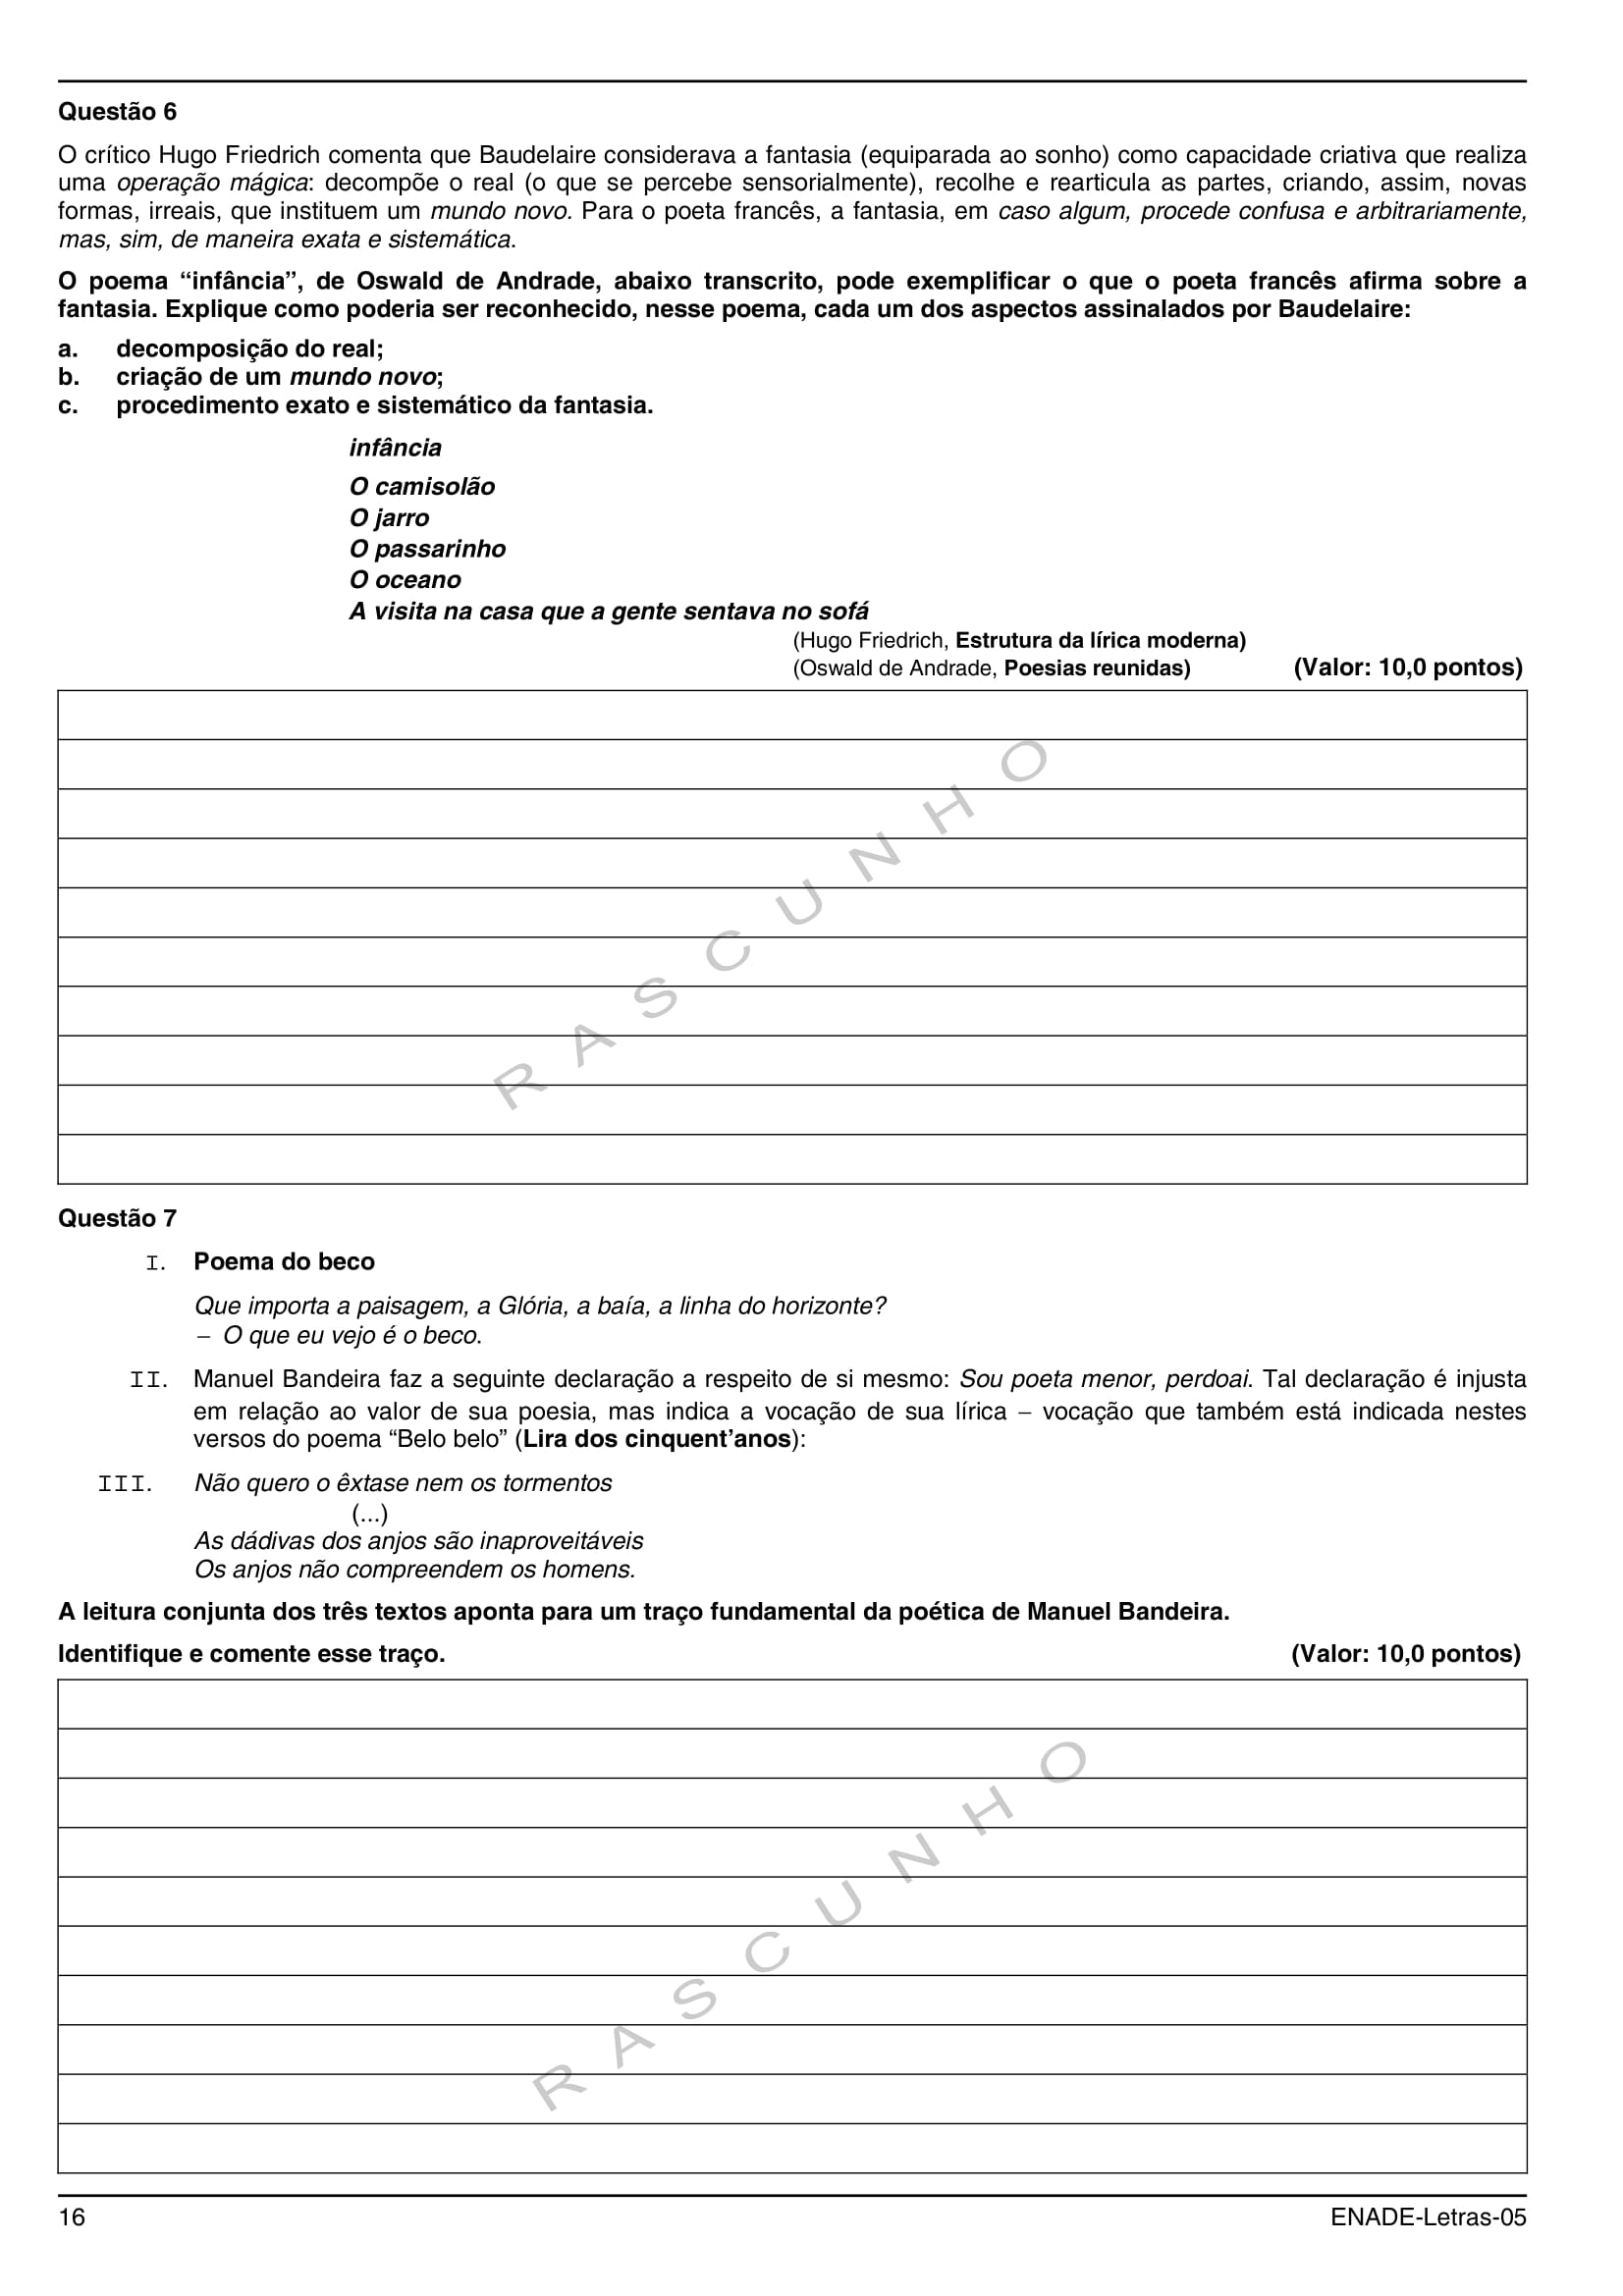 Questão 6
O crítico Hugo Friedrich comenta que Baudelaire considerava a fantasia (equiparada ao sonho) como capacidade criativa que realiza
uma operação mágica: decompõe o real (o que se percebe sensorialmente), recolhe e rearticula as partes, criando, assim, novas
formas, irreais, que instituem um mundo novo. Para o poeta francês, a fantasia, em caso algum, procede confusa e arbitrariamente,
mas, sim, de maneira exata e sistemática.
O poema “infância”, de Oswald de Andrade, abaixo transcrito, pode exemplificar o que o poeta francês afirma sobre a
fantasia. Explique como poderia ser reconhecido, nesse poema, cada um dos aspectos assinalados por Baudelaire:
a. decomposição do real;
b. criação de um mundo novo;
c. procedimento exato e sistemático da fantasia.
infância
O camisolão
O jarro
O passarinho
O oceano
A visita na casa que a gente sentava no sofá
(Hugo Friedrich, Estrutura da lírica moderna)
(Oswald de Andrade, Poesias reunidas) (Valor: 10,0 pontos)
RASCUNHO
Questão 7
I. Poema do beco
Que importa a paisagem, a Glória, a baía, a linha do horizonte?
– O que eu vejo é o beco.
II. Manuel Bandeira faz a seguinte declaração a respeito de si mesmo: Sou poeta menor, perdoai. Tal declaração é injusta
em relação ao valor de sua poesia, mas indica a vocação de sua lírica – vocação que também está indicada nestes
versos do poema “Belo belo” (Lira dos cinquent’anos):
III. Não quero o êxtase nem os tormentos
(...)
As dádivas dos anjos são inaproveitáveis
Os anjos não compreendem os homens.
A leitura conjunta dos três textos aponta para um traço fundamental da poética de Manuel Bandeira.
Identifique e comente esse traço. (Valor: 10,0 pontos)
RASCUNHO
16 ENADE-Letras-05